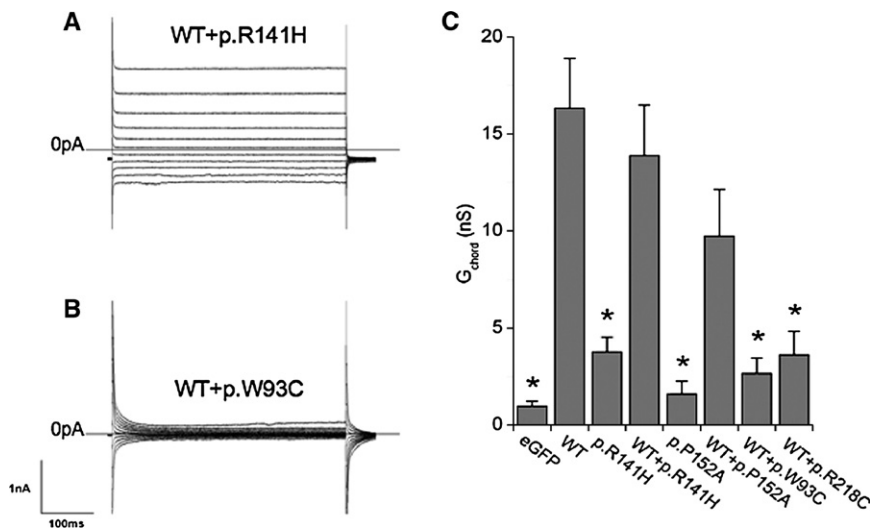 A
WT+p.R141H
0pA
B
WT+p.W93C
0pA
1nA
100ms
C
20
15
10
5
0
G chord (nS)
*
*
*
*
*
eGFP
WT
p.R141H
WT+p.R141H
p.P152A
WT+p.P152A
WT+p.W93C
WT+p.R218C